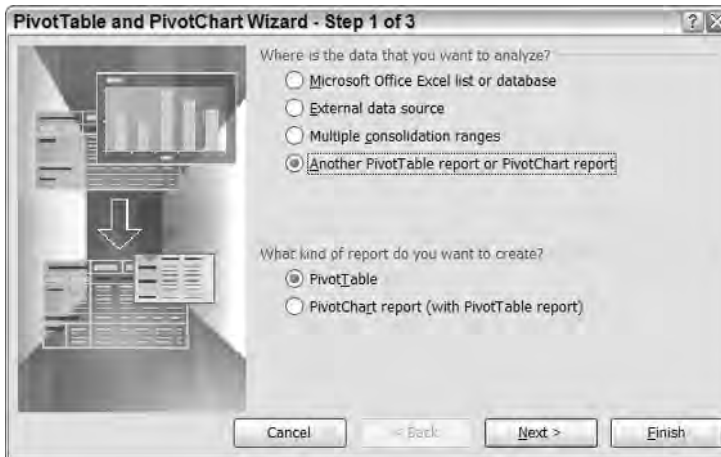 PivotTable and PivotChart Wizard - Step 1 of 3
Where is the data that you want to analyze?
Microsoft Office Excel list or database
External data source
Multiple consolidation ranges
Another PivotTable report or PivotChart report
What kind of report do you want to create?
PivotTable
PivotChart report (with PivotTable report)
Cancel
< Back
Next >
Finish